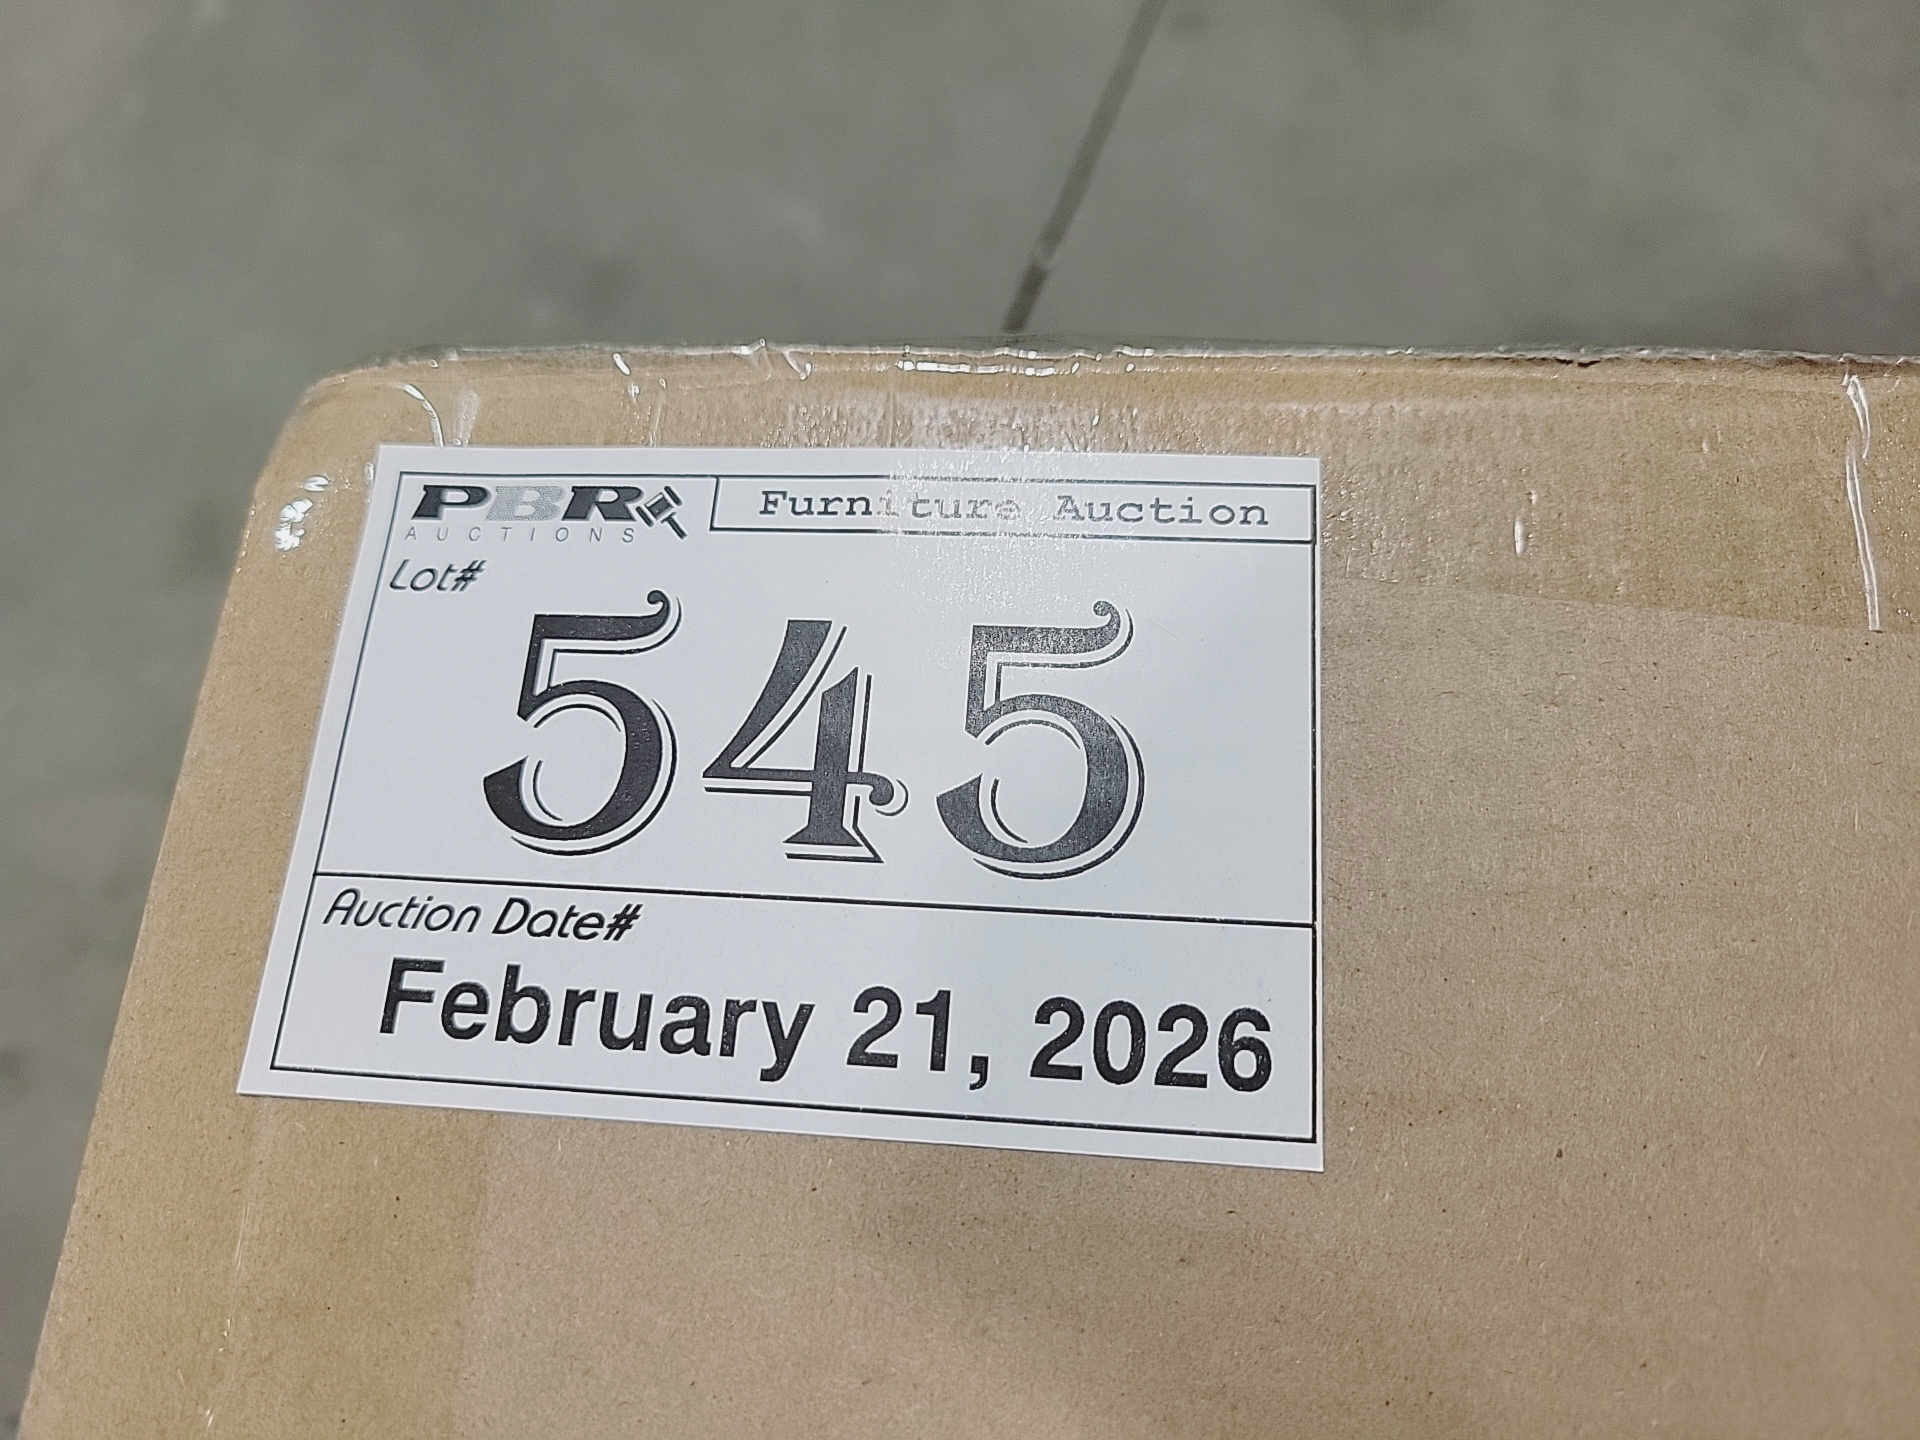 PBR
AUCTIONS
Furniture Auction
Lot#
545
Auction Date#
February 21, 2026